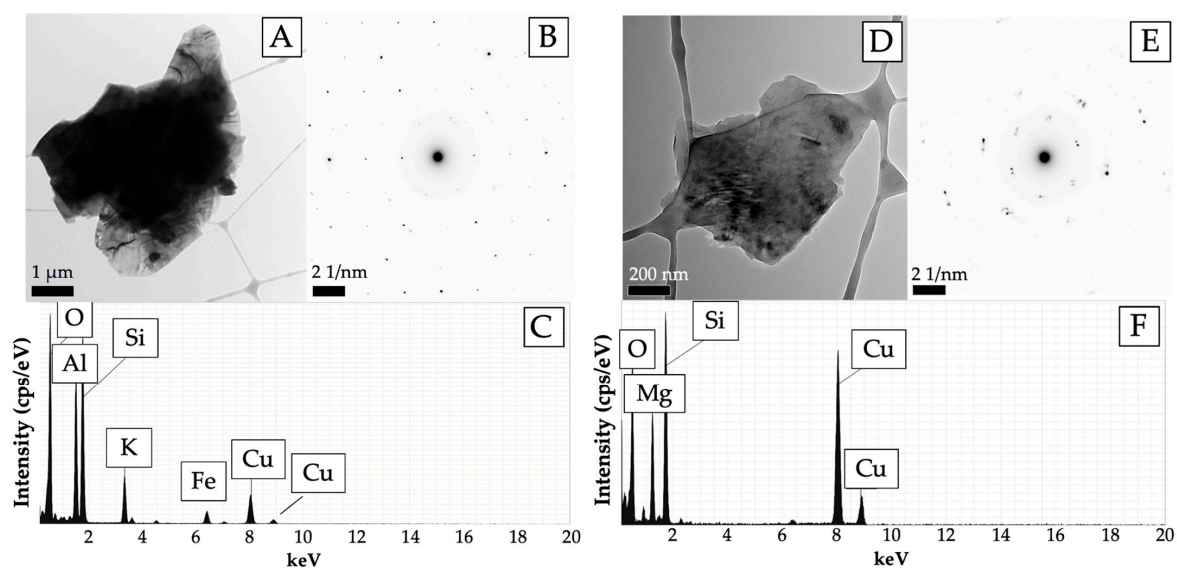 A
B
D
E
1 µm
2 1/nm
200 nm
2 1/nm
O
Si
C
Al
K
Fe
Cu
Cu
Intensity (cps/eV)
2 4 6 8 10 12 14 16 18 20
keV
Si
F
O
Cu
Mg
Cu
Intensity (cps/eV)
2 4 6 8 10 12 14 16 18 20
keV